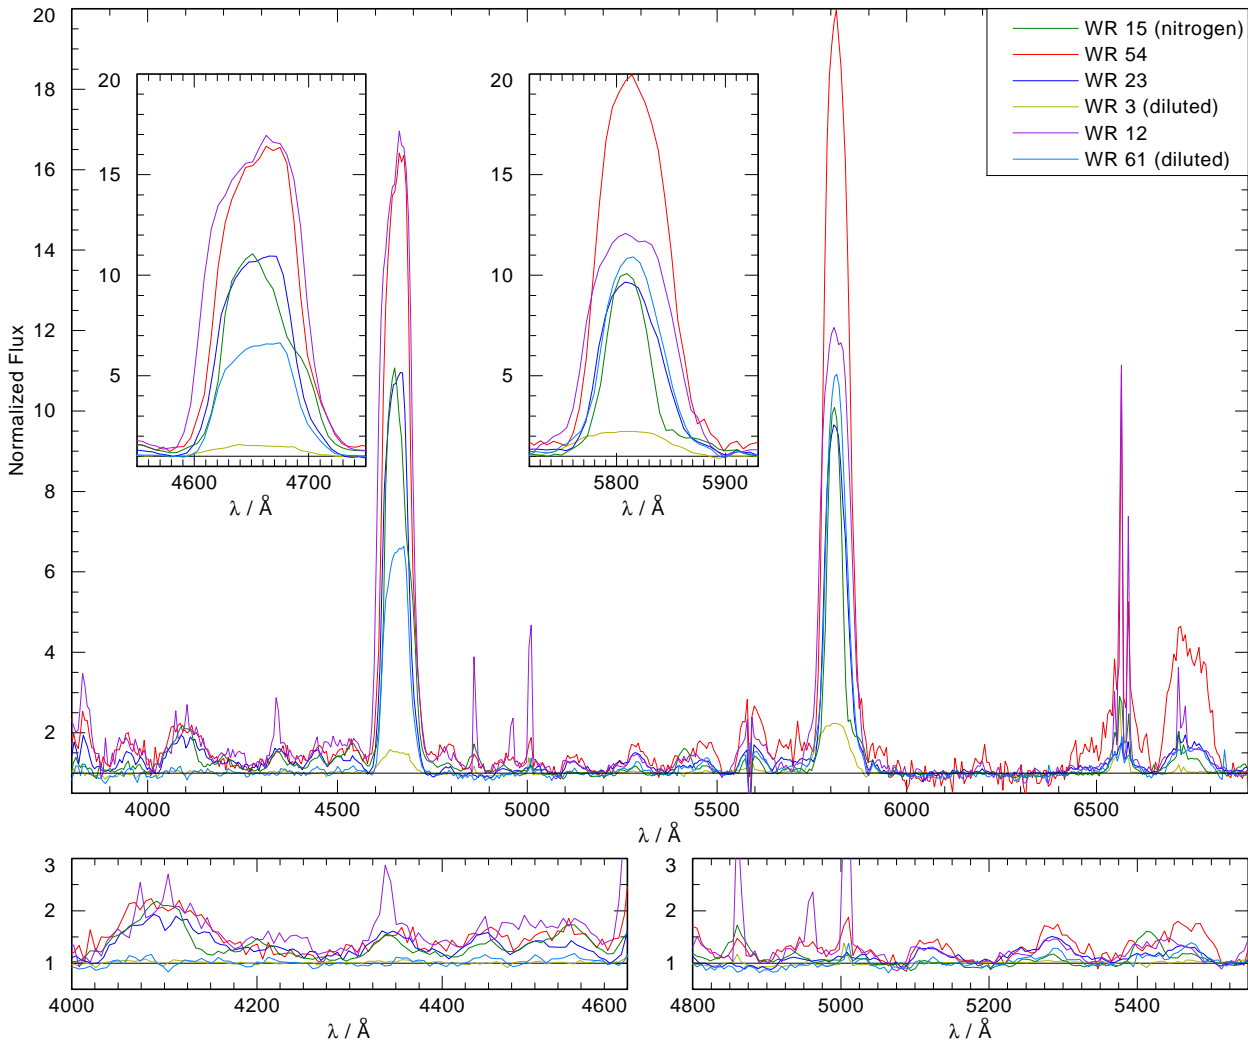 WR 15 (nitrogen)
WR 54
WR 23
WR 3 (diluted)
WR 12
WR 61 (diluted)
Normalized Flux
20
18
16
14
12
10
8
6
4
2
4000 4500 5000 5500 6000 6500
λ / Å
20
15
10
5
4600 4700
λ / Å
20
15
10
5
5800 5900
λ / Å
3
2
1
4000 4200 4400 4600
λ / Å
3
2
1
4800 5000 5200 5400
λ / Å